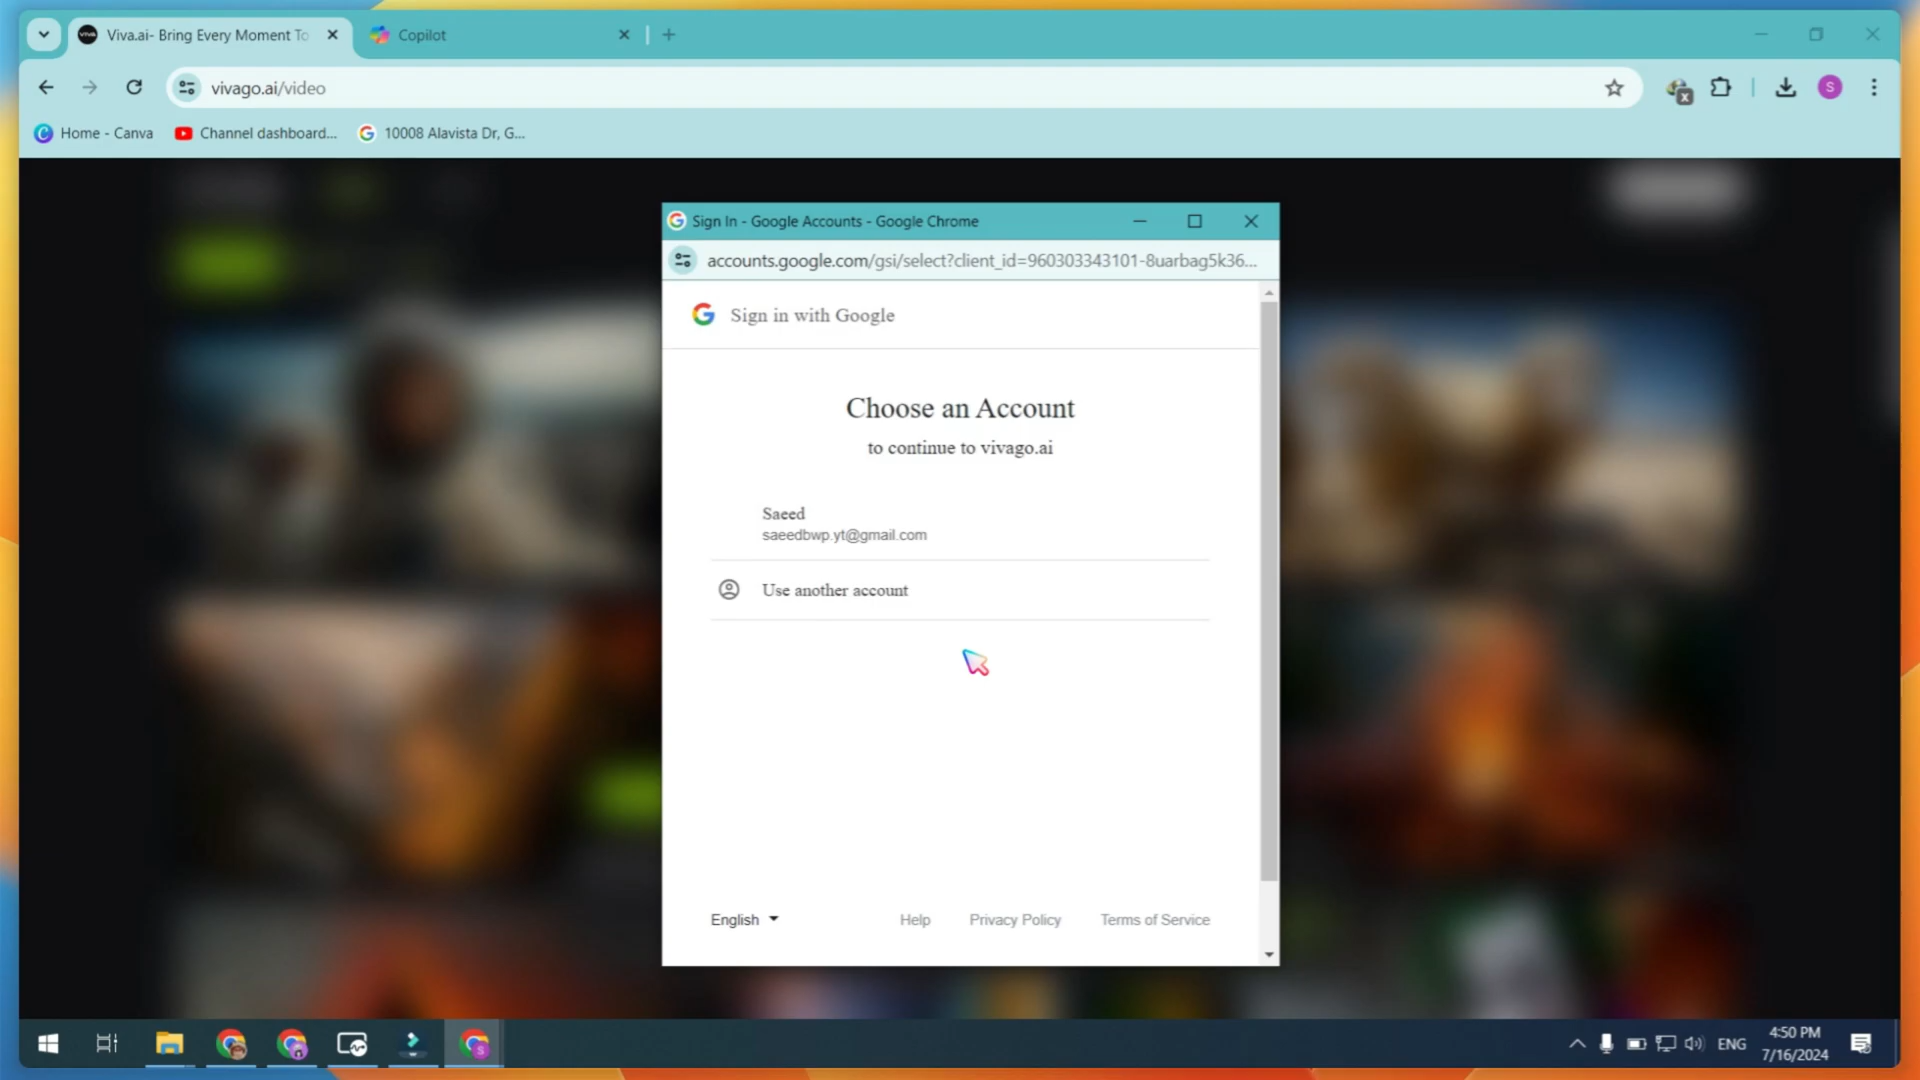 Viva.ai- Bring Every Moment To
Copilot
vivago.ai/video
S
x
Home - Canva
Channel dashboard...
10008 Alavista Dr, G...
Sign In - Google Accounts - Google Chrome
accounts.google.com/gsi/select?client_id=960303343101-8uarbag5k36...
Sign in with Google
Choose an Account
to continue to vivago.ai
Saeed
saeedbwp.yt@gmail.com
Use another account
English
Help
Privacy Policy
Terms of Service
ENG
4:50 PM
7/16/2024